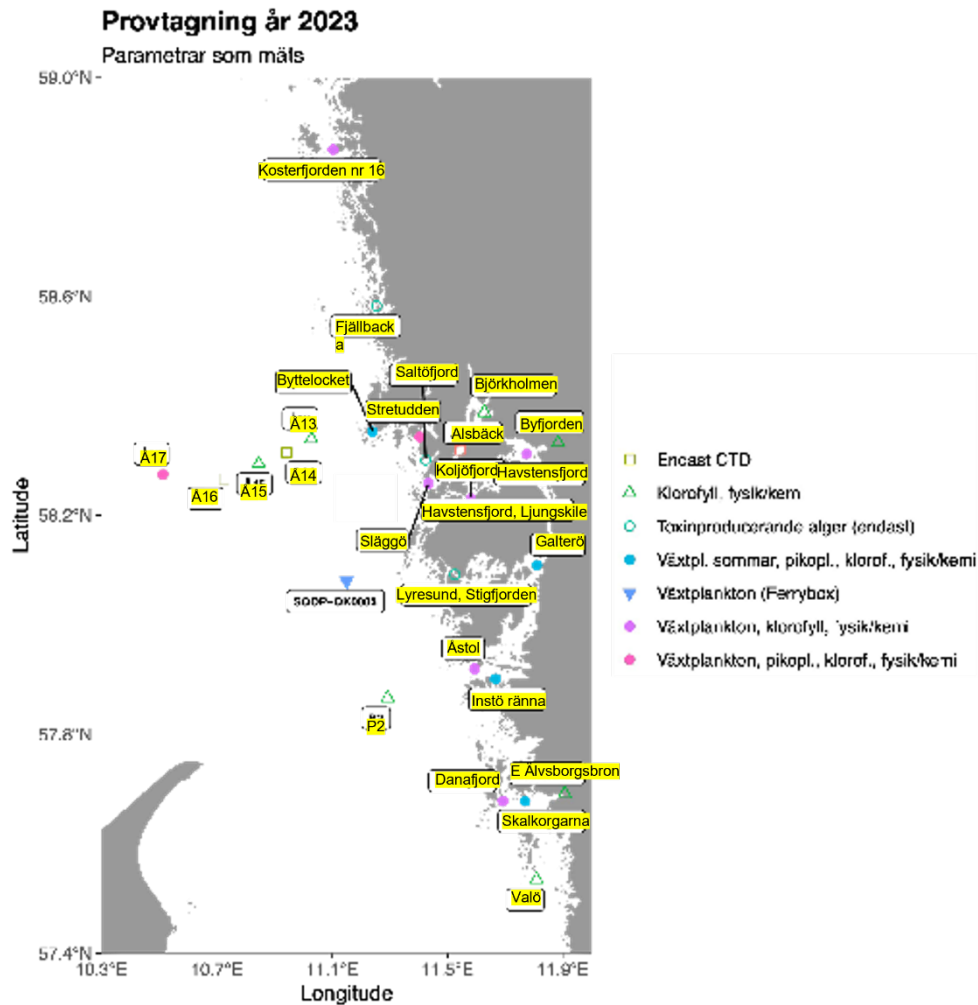 Provtagning år 2023
Parametrar som mäts
59.0°N
Kosterfjorden nr 16
58.6°N
Fjällback
a
Saltöfjord
Byttelocket
Björkholmen
Stretudden
Å13
Byfjorden
Alsbäck
Å17
Å14
Koljöfjord
Havstensfjord
Å16
Å15
Havstensfjord, Ljungskile
58.2°N
Släggö
Galterö
Lyresund, Stigfjorden
Åstol
Instö ränna
P2
57.8°N
Danafjord
E Älvsborgsbron
Skalkorgarna
Valö
57.4°N
10.3°E
10.7°E
11.1°E
11.5°E
11.9°E
Longitude
Latitude
Enbast CTD
Klorofyll, fysik/kem
Toxinproducerande alger (endast)
Växtpl. sommar, pikopl., klorof., fysik/kemi
Växtplankton (Ferrybox)
Växtplankton, klorofyll, fysik/kemi
Växtplankton, pikopl., klorof., fysik/kemi